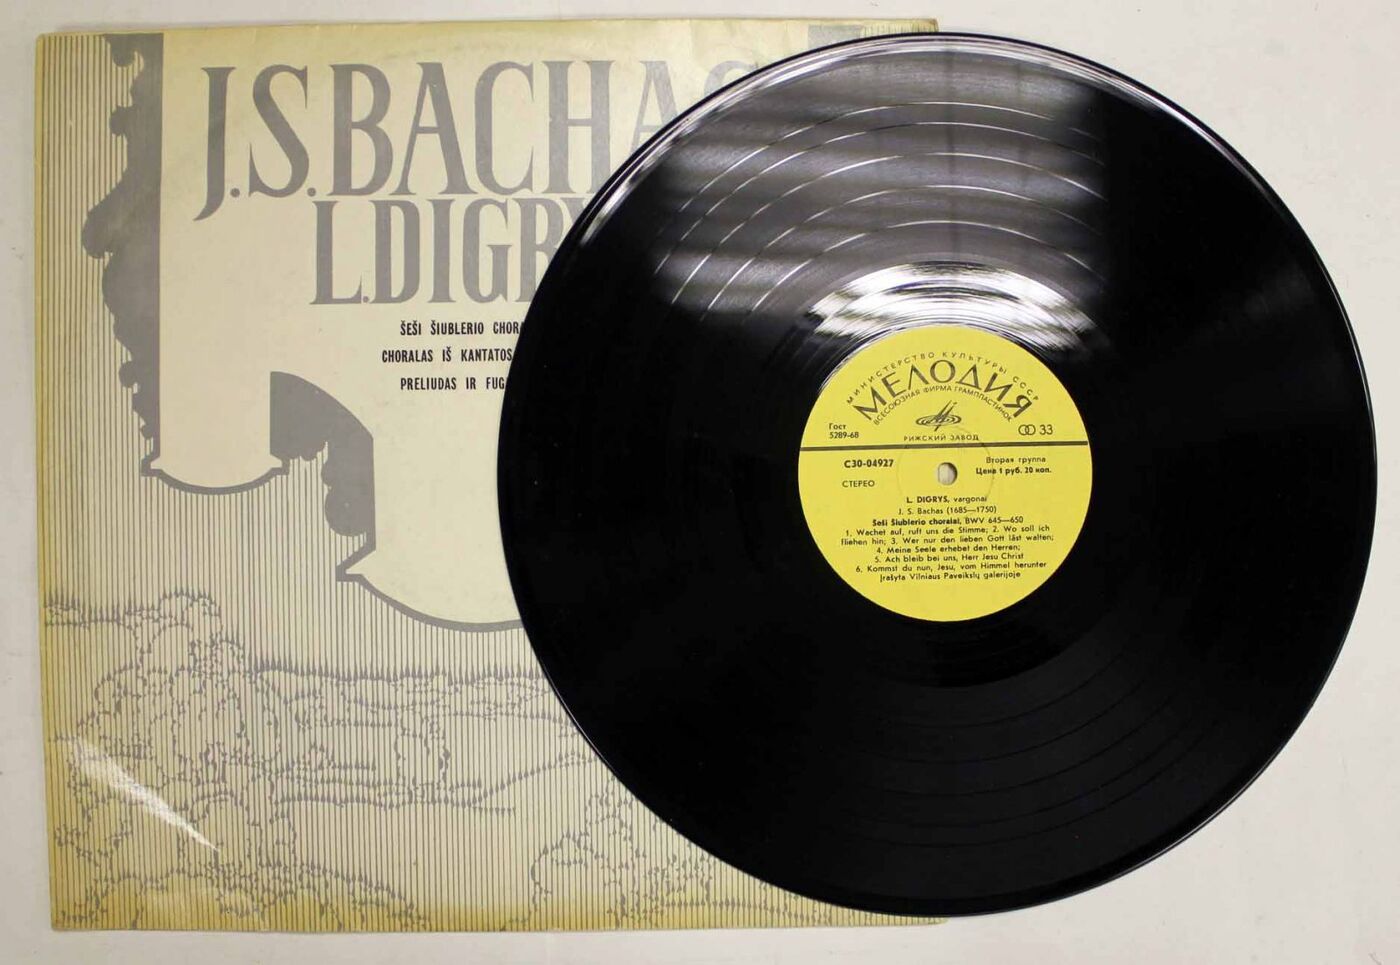 J.S.BACHAS
L.DIGRY
ŠEŠI ŠIUBLERIO CHORA
CHORALAS IŠ KANTATOS
PRELIUDAS IR FUG
МИНИСТЕРСТВО КУЛЬТУРЫ СССР
МЕЛОДИЯ
ВСЕСОЮЗНАЯ ФИРМА ГРАМПЛАСТИНОК
Гост
5289-68
РИЖСКИЙ ЗАВОД
33
С30-04927
Вторая группа
Цена 1 руб. 20 коп.
СТЕРЕО
L. DIGRYS, vargonai
J. S. Bachas (1685—1750)
Šeši Šiublerio choralai, BWV 645—650
1. Wachet auf, ruft uns die Stimme; 2. Wo soll ich
fliehen hin; 3. Wer nur den lieben Gott läst walten;
4. Meine Seele erhebet den Herren;
5. Ach bleib bei uns, Herr Jesu Christ
6. Kommst du nun, Jesu, vom Himmel herunter
Įrašyta Vilniaus Paveikslų galerijoje